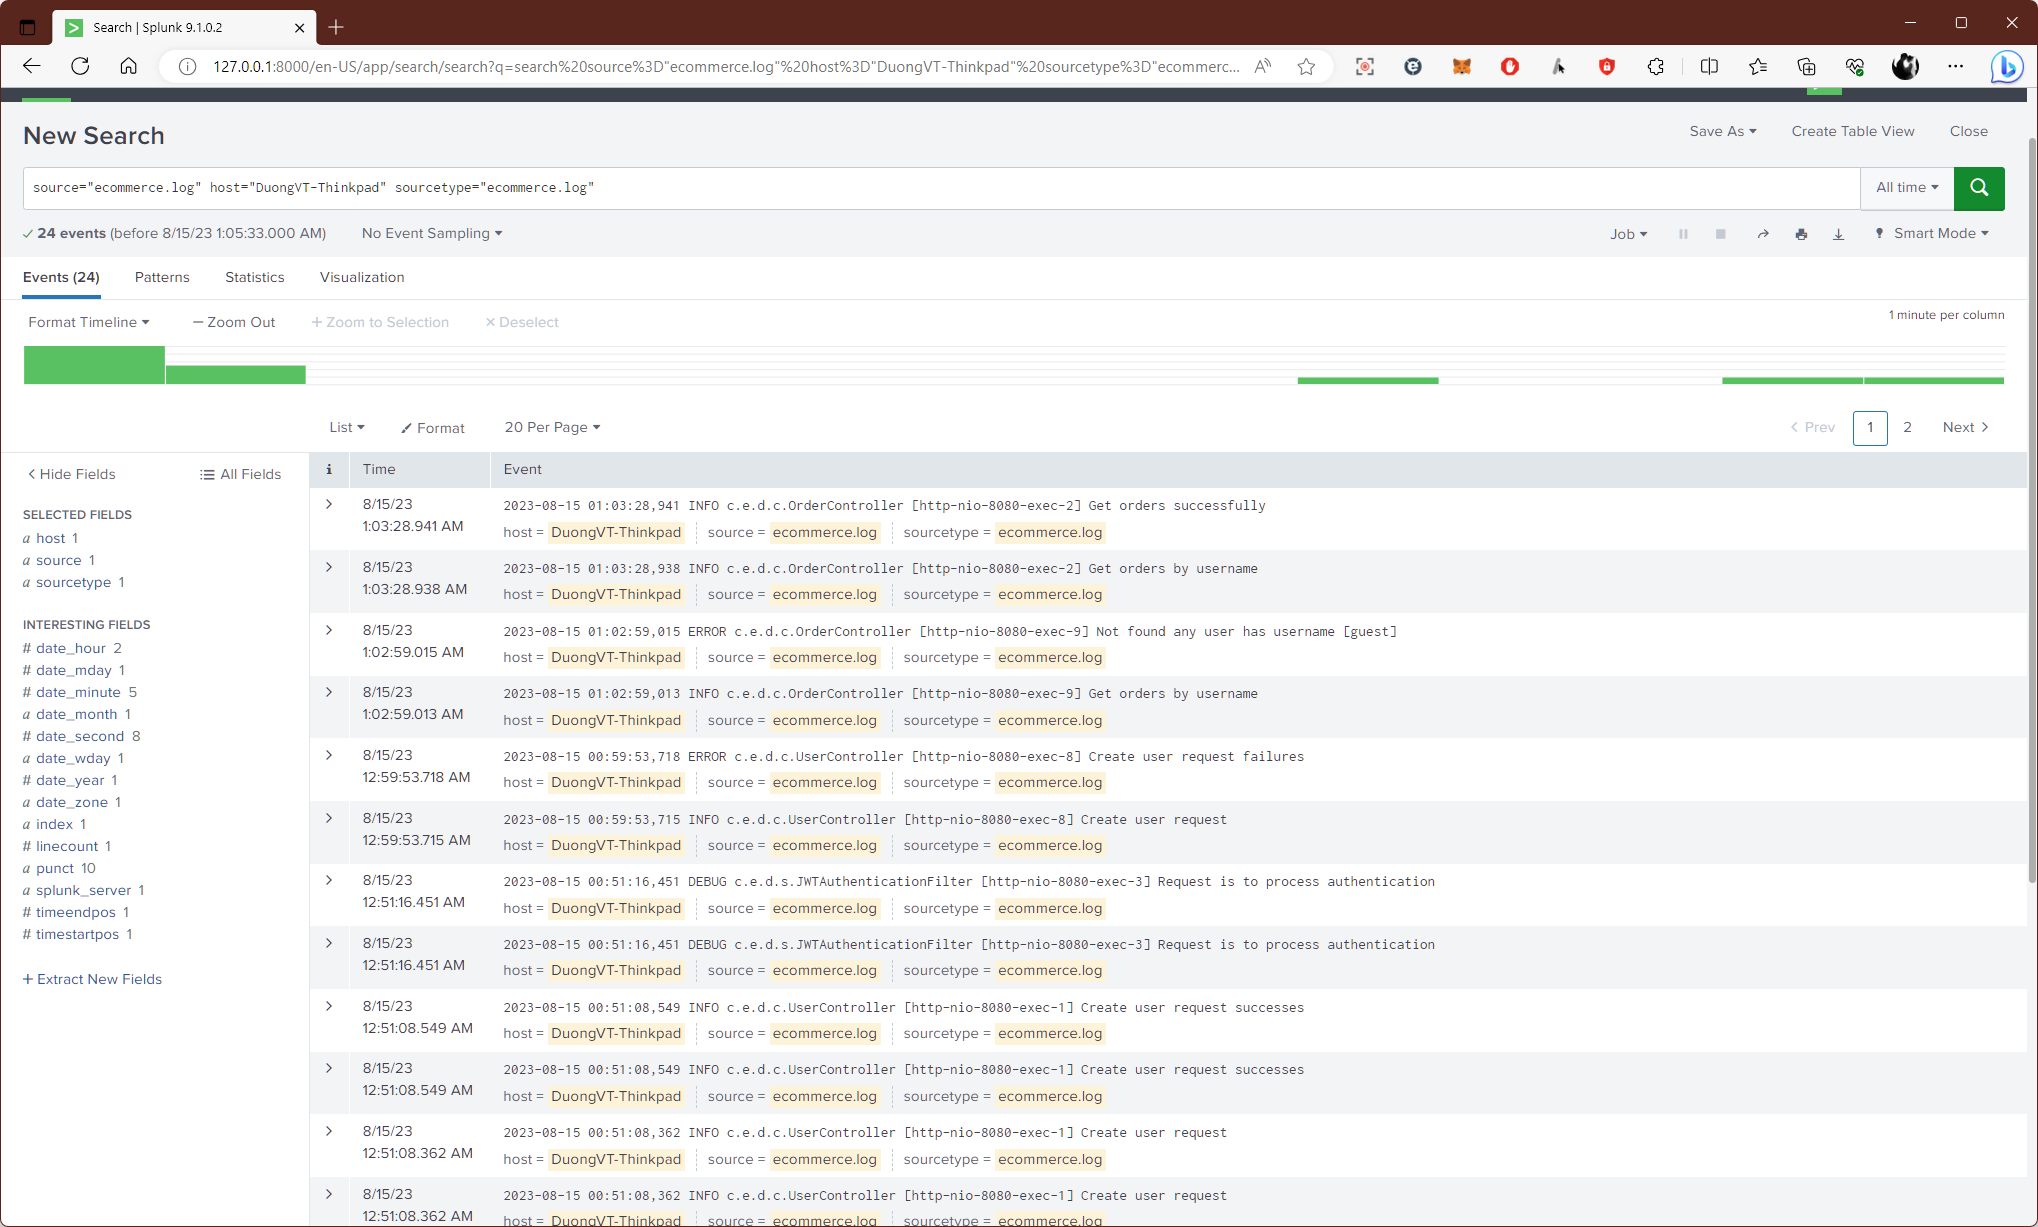 Search | Splunk 9.1.0.2
127.0.0.1:8000/en-US/app/search/search?q=search%20source%3D"ecommerce.log"%20host%3D"DuongVT-Thinkpad"%20sourcetype%3D"ecommerc...
New Search
Save As
Create Table View
Close
source="ecommerce.log" host="DuongVT-Thinkpad" sourcetype="ecommerce.log"
All time
24 events (before 8/15/23 1:05:33.000 AM)
No Event Sampling
Job
Smart Mode
Events (24)
Patterns
Statistics
Visualization
Format Timeline
— Zoom Out
+ Zoom to Selection
× Deselect
1 minute per column
List
Format
20 Per Page
< Prev
1
2
Next >
< Hide Fields
All Fields
SELECTED FIELDS
a host 1
a source 1
a sourcetype 1
INTERESTING FIELDS
# date_hour 2
# date_mday 1
# date_minute 5
a date_month 1
# date_second 8
a date_wday 1
# date_year 1
a date_zone 1
a index 1
# linecount 1
a punct 10
a splunk_server 1
# timeendpos 1
# timestartpos 1
+ Extract New Fields
i Time Event
8/15/23
1:03:28.941 AM
2023-08-15 01:03:28,941 INFO c.e.d.c.OrderController [http-nio-8080-exec-2] Get orders successfully
host = DuongVT-Thinkpad source = ecommerce.log sourcetype = ecommerce.log
8/15/23
1:03:28.938 AM
2023-08-15 01:03:28,938 INFO c.e.d.c.OrderController [http-nio-8080-exec-2] Get orders by username
host = DuongVT-Thinkpad source = ecommerce.log sourcetype = ecommerce.log
8/15/23
1:02:59.015 AM
2023-08-15 01:02:59,015 ERROR c.e.d.c.OrderController [http-nio-8080-exec-9] Not found any user has username [guest]
host = DuongVT-Thinkpad source = ecommerce.log sourcetype = ecommerce.log
8/15/23
1:02:59.013 AM
2023-08-15 01:02:59,013 INFO c.e.d.c.OrderController [http-nio-8080-exec-9] Get orders by username
host = DuongVT-Thinkpad source = ecommerce.log sourcetype = ecommerce.log
8/15/23
12:59:53.718 AM
2023-08-15 00:59:53,718 ERROR c.e.d.c.UserController [http-nio-8080-exec-8] Create user request failures
host = DuongVT-Thinkpad source = ecommerce.log sourcetype = ecommerce.log
8/15/23
12:59:53.715 AM
2023-08-15 00:59:53,715 INFO c.e.d.c.UserController [http-nio-8080-exec-8] Create user request
host = DuongVT-Thinkpad source = ecommerce.log sourcetype = ecommerce.log
8/15/23
12:51:16.451 AM
2023-08-15 00:51:16,451 DEBUG c.e.d.s.JWTAuthenticationFilter [http-nio-8080-exec-3] Request is to process authentication
host = DuongVT-Thinkpad source = ecommerce.log sourcetype = ecommerce.log
8/15/23
12:51:16.451 AM
2023-08-15 00:51:16,451 DEBUG c.e.d.s.JWTAuthenticationFilter [http-nio-8080-exec-3] Request is to process authentication
host = DuongVT-Thinkpad source = ecommerce.log sourcetype = ecommerce.log
8/15/23
12:51:08.549 AM
2023-08-15 00:51:08,549 INFO c.e.d.c.UserController [http-nio-8080-exec-1] Create user request successes
host = DuongVT-Thinkpad source = ecommerce.log sourcetype = ecommerce.log
8/15/23
12:51:08.549 AM
2023-08-15 00:51:08,549 INFO c.e.d.c.UserController [http-nio-8080-exec-1] Create user request successes
host = DuongVT-Thinkpad source = ecommerce.log sourcetype = ecommerce.log
8/15/23
12:51:08.362 AM
2023-08-15 00:51:08,362 INFO c.e.d.c.UserController [http-nio-8080-exec-1] Create user request
host = DuongVT-Thinkpad source = ecommerce.log sourcetype = ecommerce.log
8/15/23
12:51:08.362 AM
2023-08-15 00:51:08,362 INFO c.e.d.c.UserController [http-nio-8080-exec-1] Create user request
host = DuongVT-Thinkpad source = ecommerce.log sourcetype = ecommerce.log